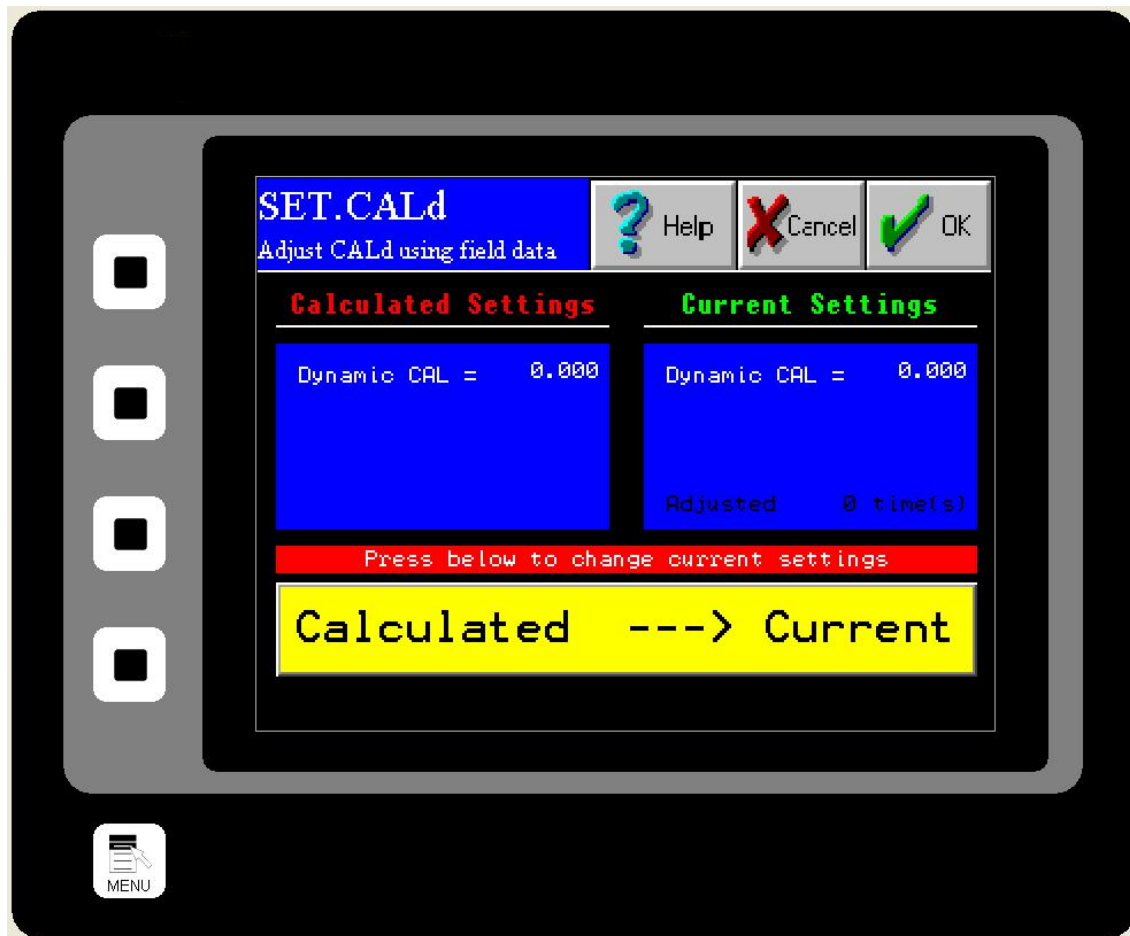 SET.CALd
Adjust CALd using field data
Help
Cancel
OK
Calculated Settings
Current Settings
Dynamic CAL = 0.000
Dynamic CAL = 0.000
Adjusted 0 time(s)
Press below to change current settings
Calculated ---> Current
MENU